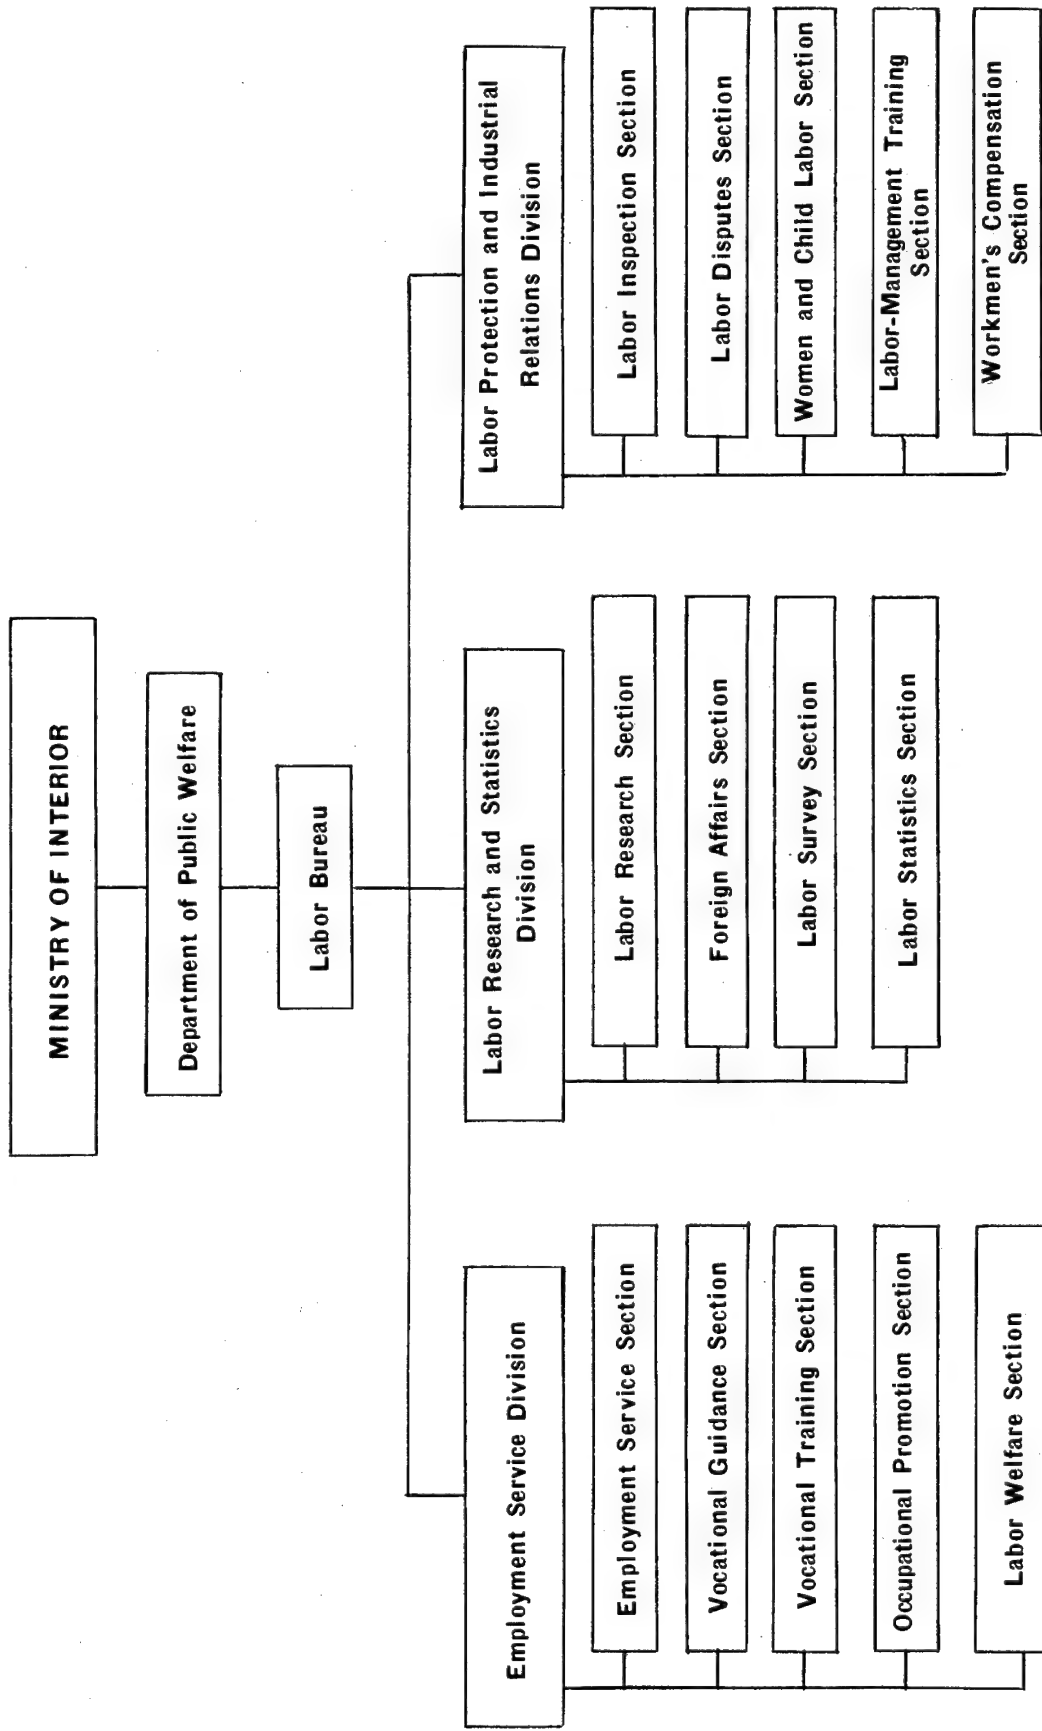 MINISTRY OF INTERIOR
Department of Public Welfare
Labor Bureau
Employment Service Division
Employment Service Section
Vocational Guidance Section
Vocational Training Section
Occupational Promotion Section
Labor Welfare Section
Labor Research and Statistics
Division
Labor Research Section
Foreign Affairs Section
Labor Survey Section
Labor Statistics Section
Labor Protection and Industrial
Relations Division
Labor Inspection Section
Labor Disputes Section
Women and Child Labor Section
Labor-Management Training
Section
Workmen's Compensation
Section